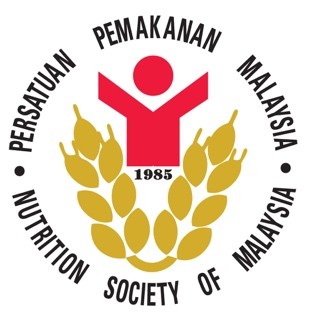 PERSATUAN PEMAKANAN MALAYSIA
1985
NUTRITION SOCIETY OF MALAYSIA